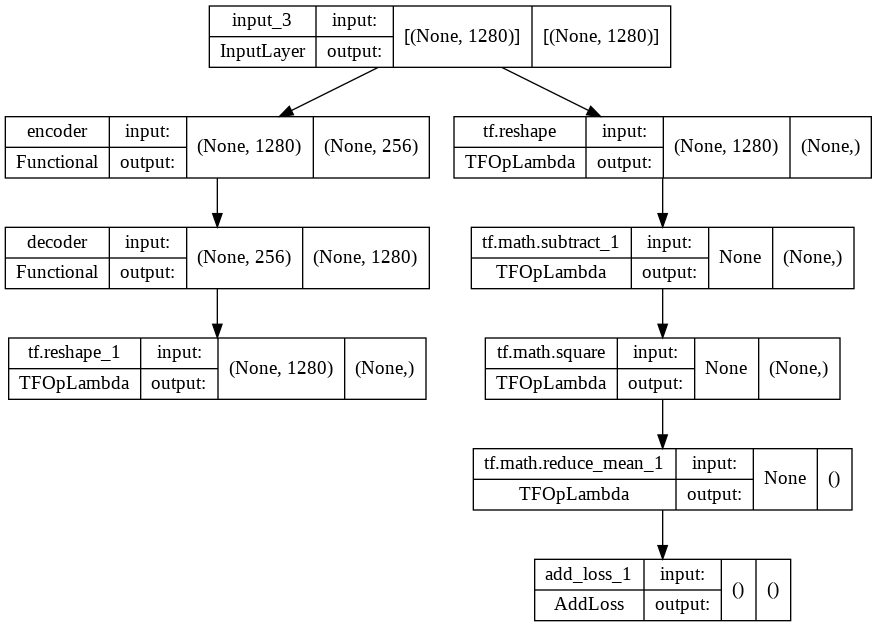 input_3 input: [(None, 1280)] [(None, 1280)]
InputLayer output:
encoder input: (None, 1280) (None, 256)
Functional output:
tf.reshape input: (None, 1280) (None,)
TFOpLambda output:
decoder input: (None, 256) (None, 1280)
Functional output:
tf.math.subtract_1 input: None (None,)
TFOpLambda output:
tf.reshape_1 input: (None, 1280) (None,)
TFOpLambda output:
tf.math.square input: None (None,)
TFOpLambda output:
tf.math.reduce_mean_1 input: None ()
TFOpLambda output:
add_loss_1 input: () ()
AddLoss output: